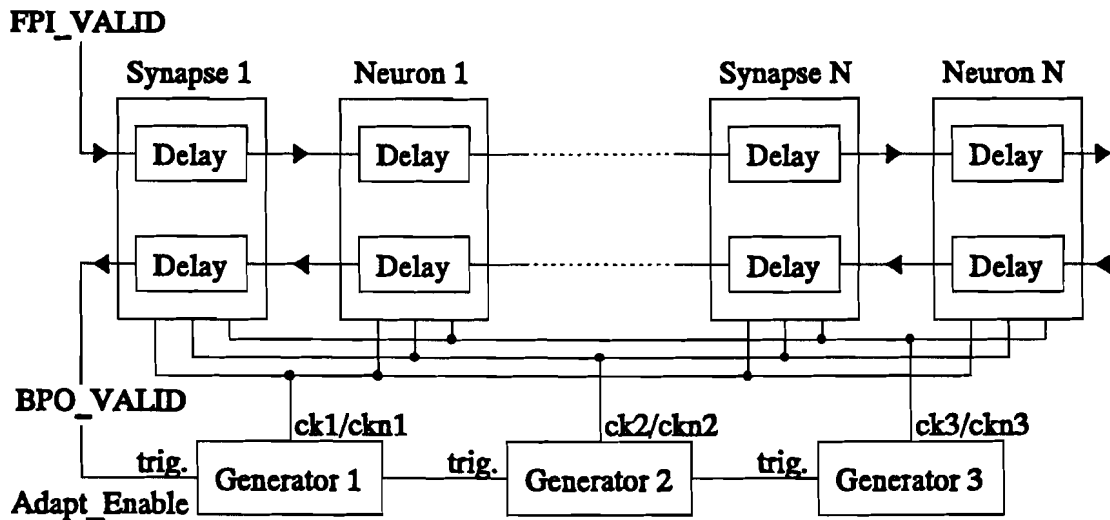 FPI_VALID
Synapse 1 Neuron 1 Synapse N Neuron N
Delay Delay Delay Delay
Delay Delay Delay Delay
BPO_VALID
ck1/ckn1 ck2/ckn2 ck3/ckn3
trig. Generator 1 trig. Generator 2 trig. Generator 3
Adapt_Enable